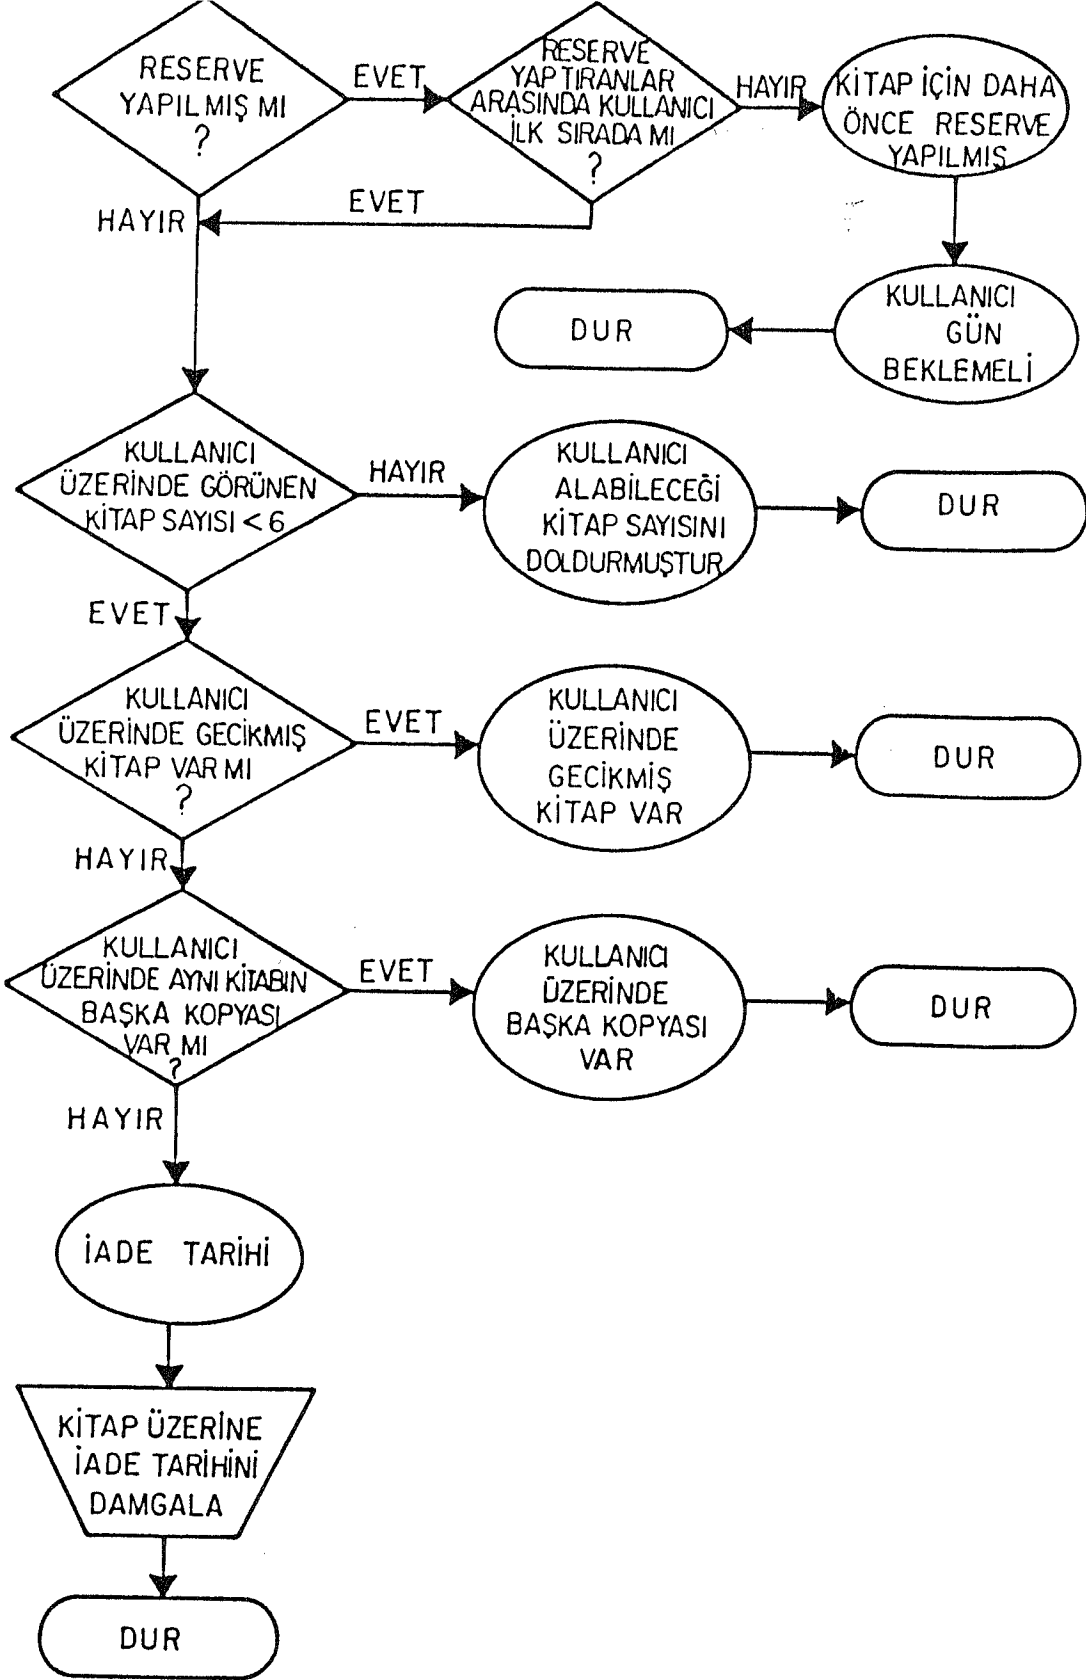 RESERVE
YAPILMIŞ MI
?
EVET
RESERVE
YAPTIRANLAR
ARASINDA KULLANICI
İLK SIRADA MI
?
HAYIR
KİTAP İÇİN DAHA
ÖNCE RESERVE
YAPILMIŞ
HAYIR
EVET
KULLANICI
GÜN
BEKLEMELİ
DUR
KULLANICI
ÜZERİNDE GÖRÜNEN
KİTAP SAYISI < 6
HAYIR
KULLANICI
ALABİLECEĞİ
KİTAP SAYISINI
DOLDURMUŞTUR
DUR
EVET
KULLANICI
ÜZERİNDE GECİKMİŞ
KİTAP VAR MI
?
EVET
KULLANICI
ÜZERİNDE
GECİKMİŞ
KİTAP VAR
DUR
HAYIR
KULLANICI
ÜZERİNDE AYNI KİTABIN
BAŞKA KOPYASI
VAR MI
?
EVET
KULLANICI
ÜZERİNDE
BAŞKA KOPYASI
VAR
DUR
HAYIR
İADE TARİHİ
KİTAP ÜZERİNE
İADE TARİHİNİ
DAMGALA
DUR